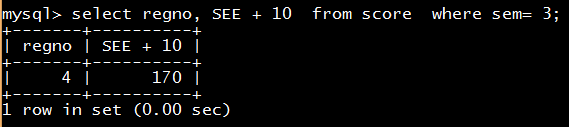 mysql> select regno, SEE + 10  from score  where sem= 3;
+-------+----------+
| regno | SEE + 10 |
+-------+----------+
|     4 |      170 |
+-------+----------+
1 row in set (0.00 sec)